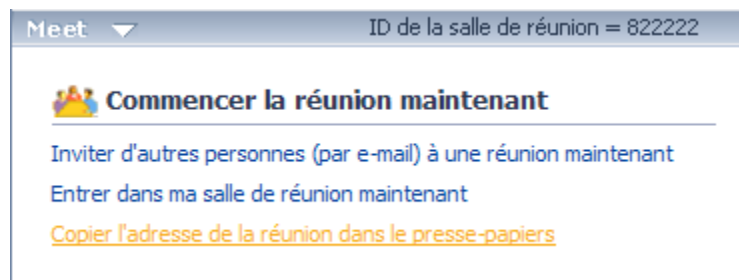 Meet
ID de la salle de réunion = 822222
Commencer la réunion maintenant
Inviter d'autres personnes (par e-mail) à une réunion maintenant
Entrer dans ma salle de réunion maintenant
Copier l'adresse de la réunion dans le presse-papiers